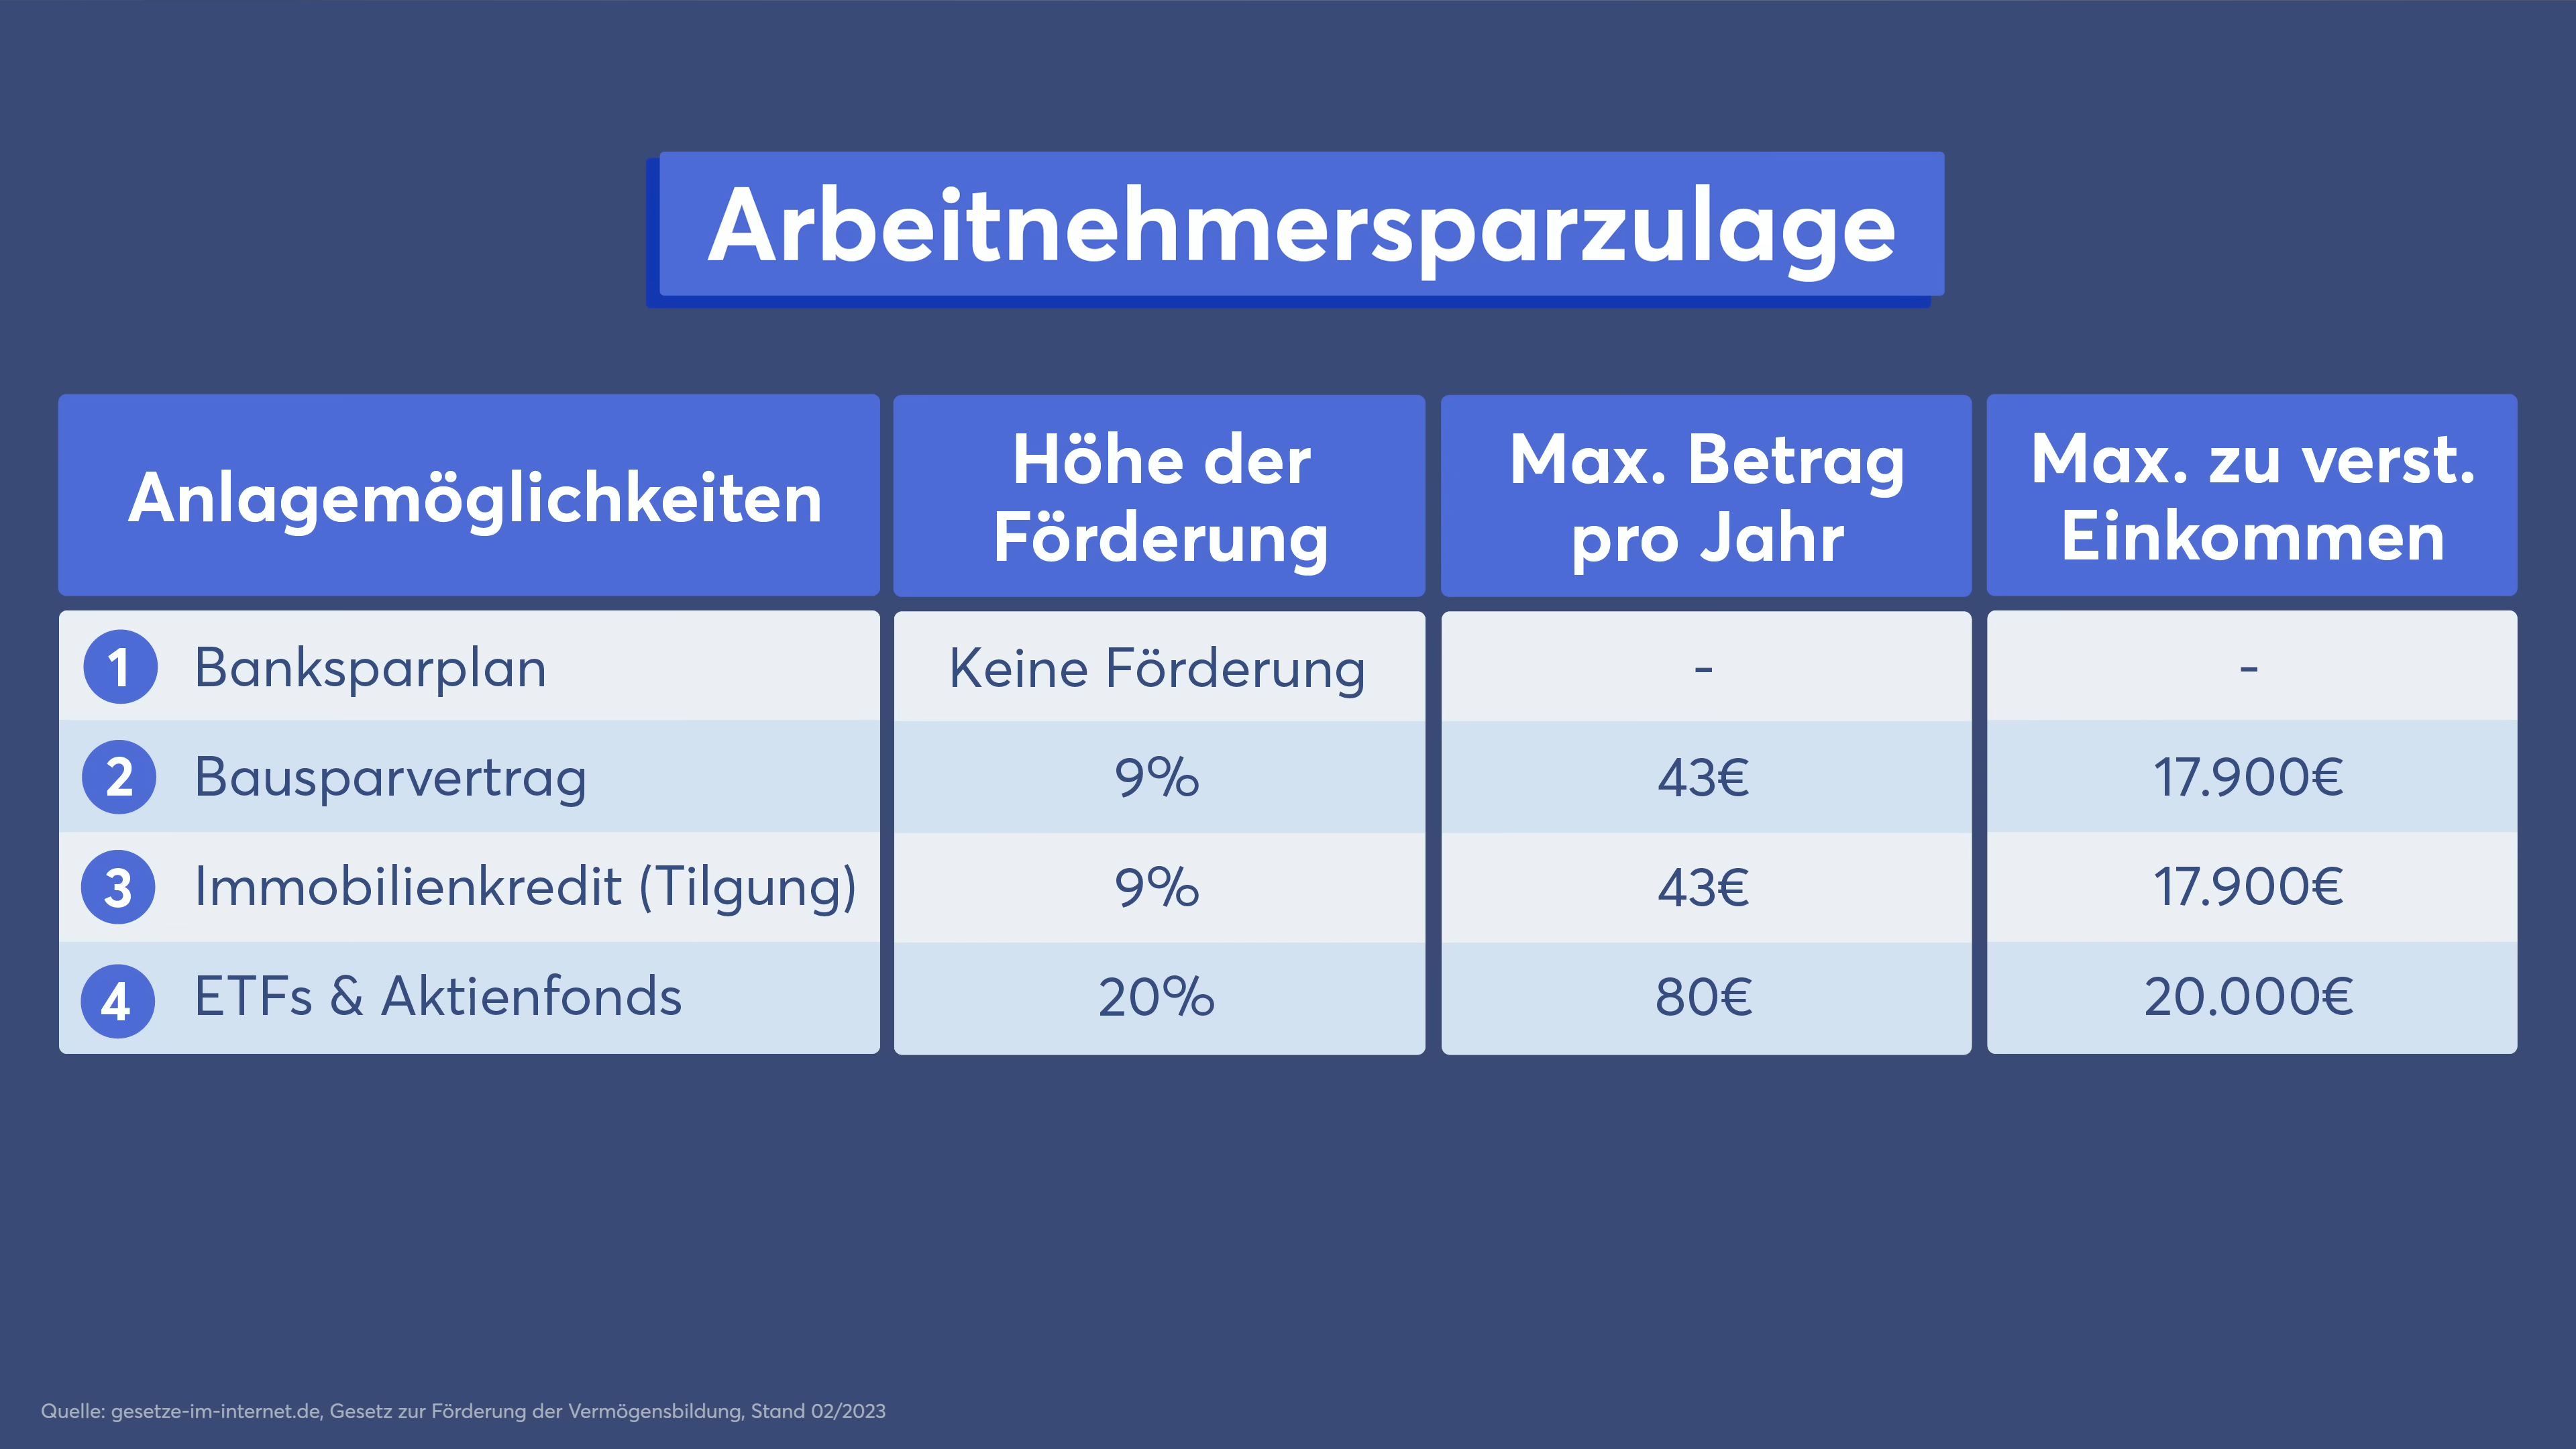 Arbeitnehmersparzulage
Anlagemöglichkeiten
Höhe der
Förderung
Max. Betrag
pro Jahr
Max. zu verst.
Einkommen
1 Banksparplan Keine Förderung - -
2 Bausparvertrag 9% 43€ 17.900€
3 Immobilienkredit (Tilgung) 9% 43€ 17.900€
4 ETFs & Aktienfonds 20% 80€ 20.000€
Quelle: gesetze-im-internet.de, Gesetz zur Förderung der Vermögensbildung, Stand 02/2023